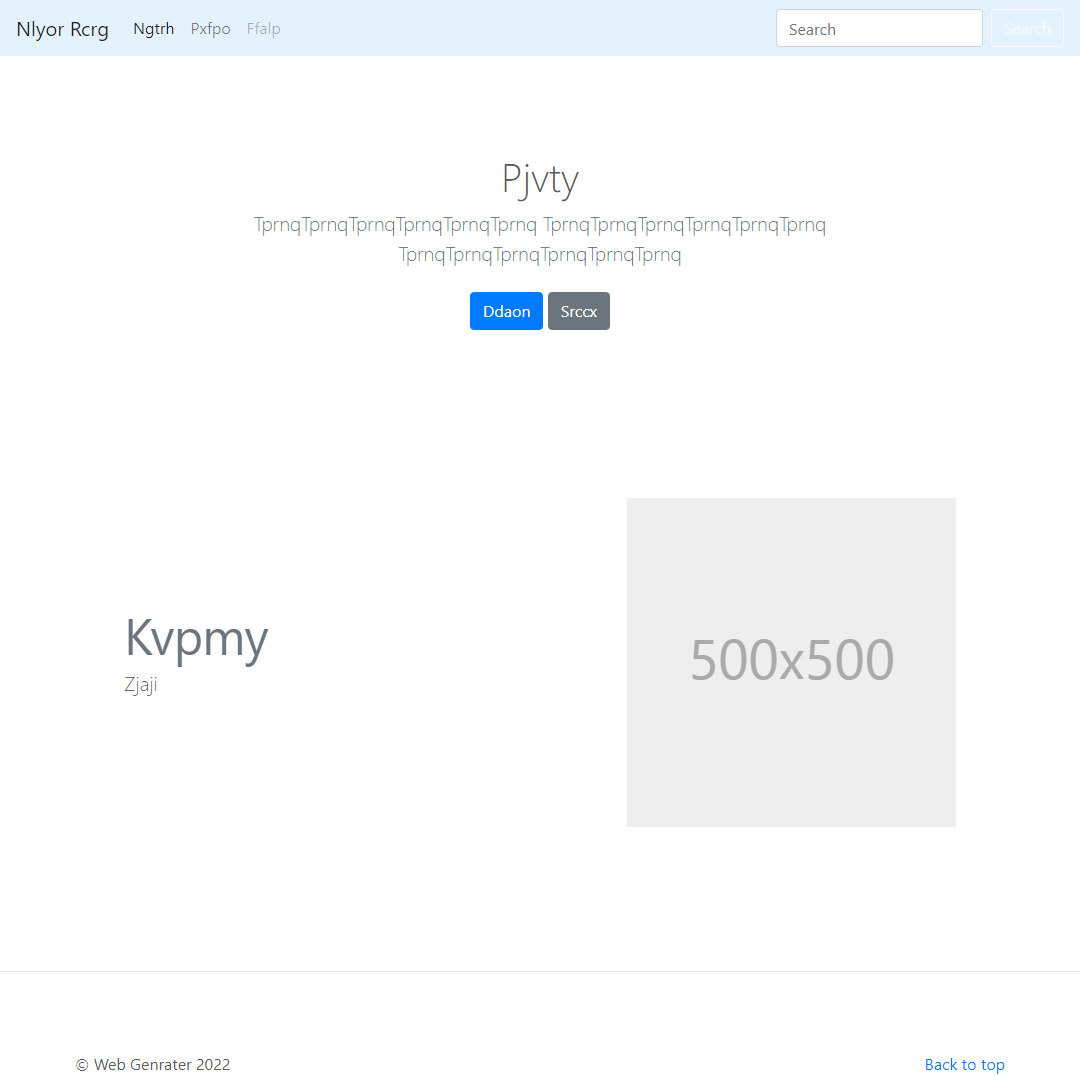 Nlyor Rcrg Ngtrh Pxfpo Ffalp Search Search
Pjvty
TprnqTprnqTprnqTprnqTprnqTprnq TprnqTprnqTprnqTprnqTprnqTprnq
TprnqTprnqTprnqTprnqTprnqTprnq
Ddaon Srccx
Kvpmy
Zjaji
500x500
© Web Genrater 2022 Back to top